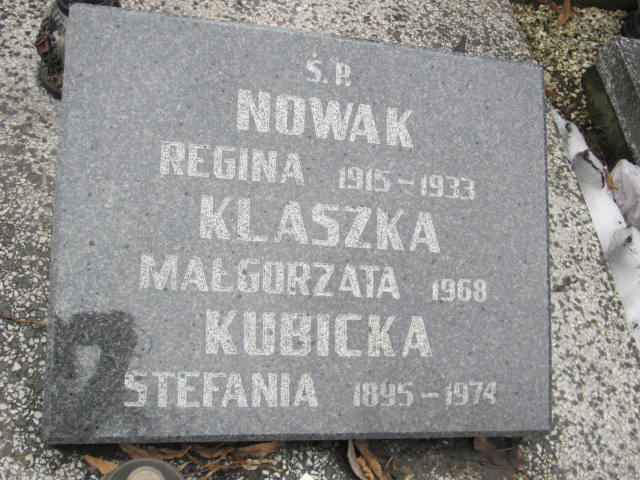 Ś.P.
NOWAK
REGINA 1915-1933
KLASZKA
MAŁGORZATA 1968
KUBICKA
STEFANIA 1895-1974